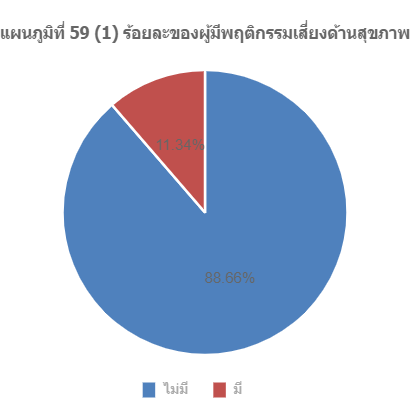 แผนภูมิที่ 59 (1) ร้อยละของผู้มีพฤติกรรมเสี่ยงด้านสุขภาพ
11.34%
88.66%
ไม่มี มี